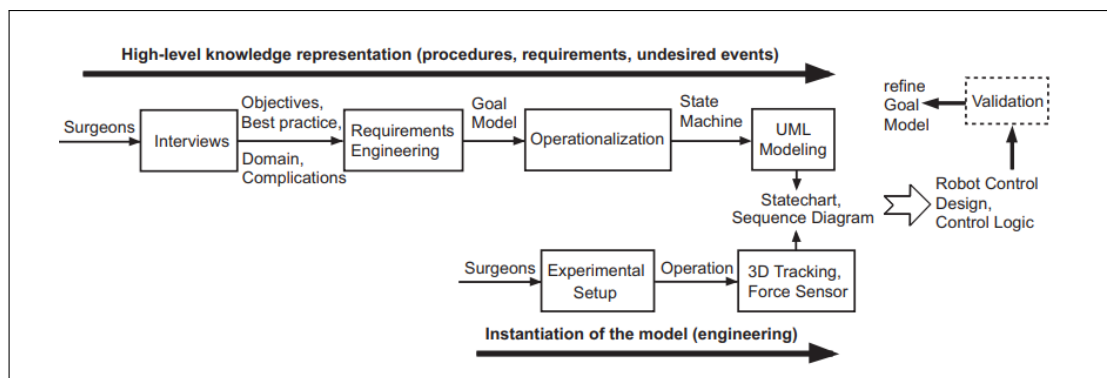 High-level knowledge representation (procedures, requirements, undesired events)
Surgeons
Interviews
Objectives,
Best practice,
Domain,
Complications
Requirements
Engineering
Goal
Model
Operationalization
State
Machine
UML
Modeling
Statechart,
Sequence Diagram
refine
Goal
Model
Validation
Robot Control
Design,
Control Logic
Surgeons
Experimental
Setup
Operation
3D Tracking,
Force Sensor
Instantiation of the model (engineering)